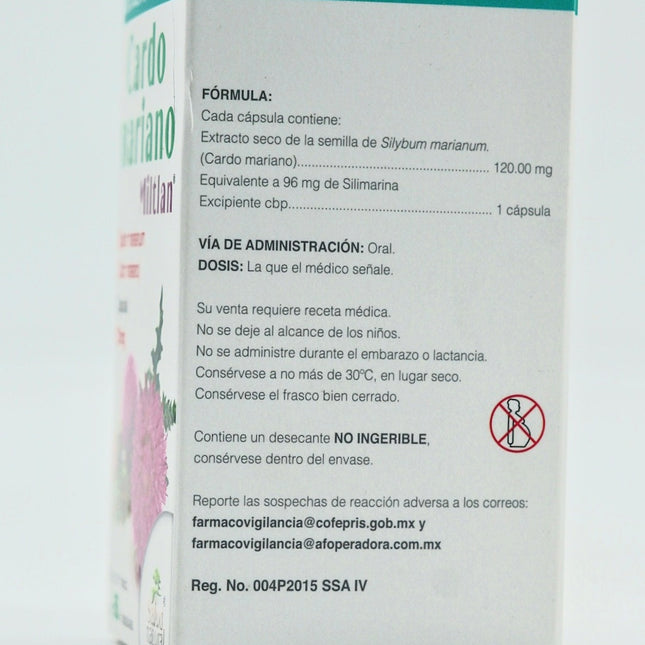 Cardo
mariano
Miltlan
FÓRMULA:
Cada cápsula contiene:
Extracto seco de la semilla de Silybum marianum.
(Cardo mariano)................................................ 120.00 mg
Equivalente a 96 mg de Silimarina
Excipiente cbp.................................................... 1 cápsula
VÍA DE ADMINISTRACIÓN: Oral.
DOSIS: La que el médico señale.
Su venta requiere receta médica.
No se deje al alcance de los niños.
No se administre durante el embarazo o lactancia.
Consérvese a no más de 30ºC, en lugar seco.
Consérvese el frasco bien cerrado.
Contiene un desecante NO INGERIBLE,
consérvese dentro del envase.
Reporte las sospechas de reacción adversa a los correos:
farmacovigilancia@cofepris.gob.mx y
farmacovigilancia@afoperadora.com.mx
Reg. No. 004P2015 SSA IV